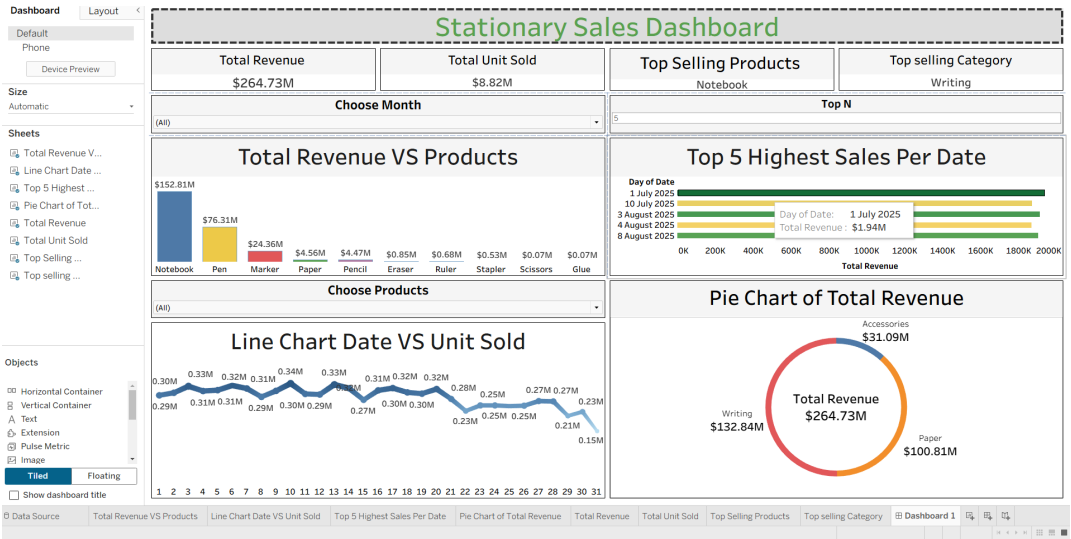 Dashboard
Layout
Default
Phone
Device Preview
Size
Automatic
Sheets
Total Revenue V...
Line Chart Date ...
Top 5 Highest ...
Pie Chart of Tot...
Total Revenue
Total Unit Sold
Top Selling ...
Top selling ...
Objects
Horizontal Container
Vertical Container
Text
Extension
Pulse Metric
Image
Tiled
Floating
Show dashboard title
Stationary Sales Dashboard
Total Revenue
$264.73M
Total Unit Sold
$8.82M
Top Selling Products
Notebook
Top selling Category
Writing
Choose Month
(All)
Top N
5
Total Revenue VS Products
$152.81M
$76.31M
$24.36M
$4.56M
$4.47M
$0.85M
$0.68M
$0.53M
$0.07M
$0.07M
Notebook
Pen
Marker
Paper
Pencil
Eraser
Ruler
Stapler
Scissors
Glue
Top 5 Highest Sales Per Date
Day of Date
1 July 2025
10 July 2025
3 August 2025
4 August 2025
8 August 2025
Day of Date: 1 July 2025
Total Revenue : $1.94M
0K 200K 400K 600K 800K 1000K 1200K 1400K 1600K 1800K 2000K
Total Revenue
Choose Products
(All)
Line Chart Date VS Unit Sold
0.30M
0.29M
0.33M
0.31M
0.32M
0.31M
0.31M
0.29M
0.34M
0.30M
0.29M
0.33M
0.27M
0.31M
0.30M
0.32M
0.30M
0.32M
0.28M
0.23M
0.25M
0.25M
0.25M
0.27M
0.27M
0.21M
0.23M
0.15M
1 2 3 4 5 6 7 8 9 10 11 12 13 14 15 16 17 18 19 20 21 22 23 24 25 26 27 28 29 30 31
Pie Chart of Total Revenue
Accessories
$31.09M
Total Revenue
$264.73M
Writing
$132.84M
Paper
$100.81M
Data Source
Total Revenue VS Products
Line Chart Date VS Unit Sold
Top 5 Highest Sales Per Date
Pie Chart of Total Revenue
Total Revenue
Total Unit Sold
Top Selling Products
Top selling Category
Dashboard 1